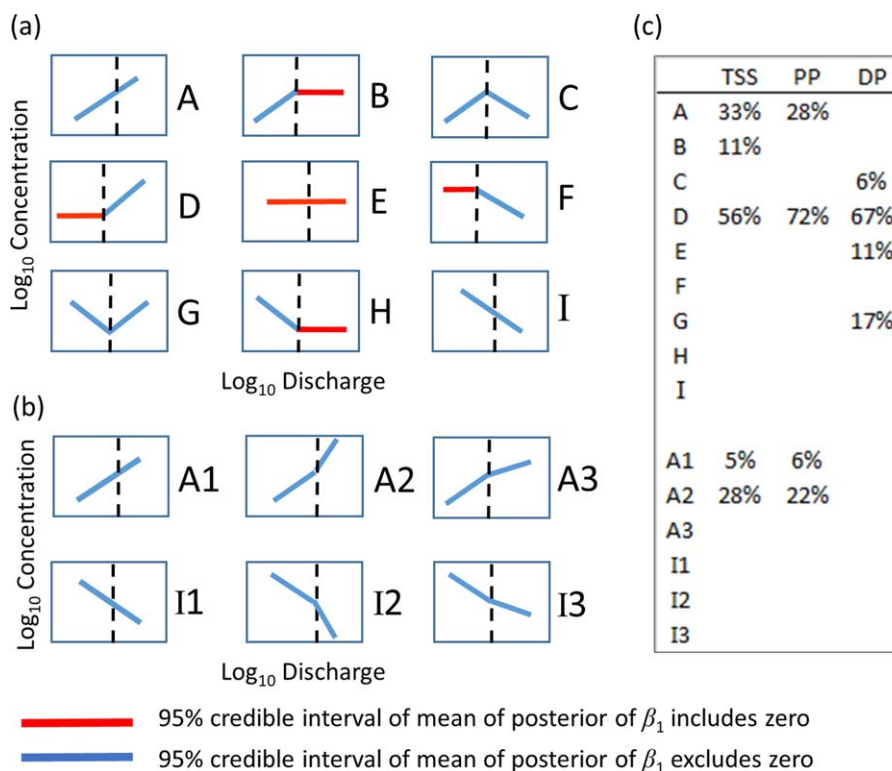 (a)
A
B
C
D
E
F
G
H
I
Log10 Concentration
Log10 Discharge
(b)
A1
A2
A3
I1
I2
I3
Log10 Concentration
Log10 Discharge
(c)
TSS PP DP
A 33% 28%
B 11%
C 6%
D 56% 72% 67%
E 11%
F
G 17%
H
I
A1 5% 6%
A2 28% 22%
A3
I1
I2
I3
95% credible interval of mean of posterior of β1 includes zero
95% credible interval of mean of posterior of β1 excludes zero